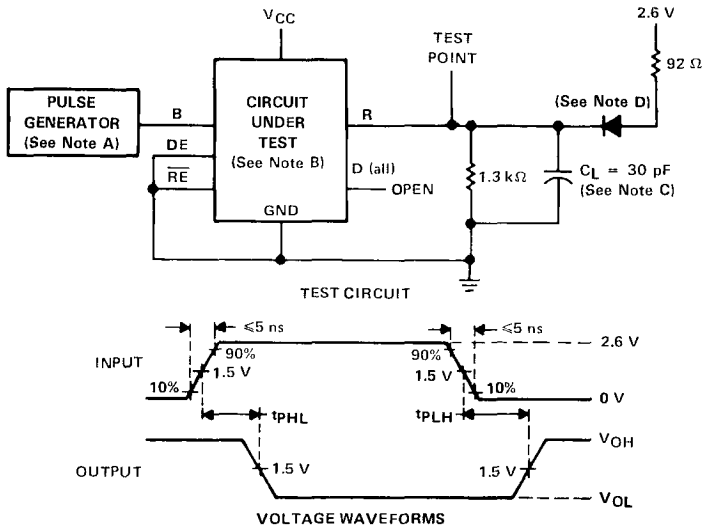 VCC
2.6 V
TEST
POINT
92 Ω
PULSE
GENERATOR
(See Note A)
B
DE
RE
CIRCUIT
UNDER
TEST
(See Note B)
GND
R
D (all)
OPEN
(See Note D)
1.3 kΩ
CL = 30 pF
(See Note C)
TEST CIRCUIT
≤5 ns
≤5 ns
INPUT
90%
90%
2.6 V
1.5 V
1.5 V
10%
10%
0 V
tPHL
tPLH
VOH
OUTPUT
1.5 V
1.5 V
VOL
VOLTAGE WAVEFORMS